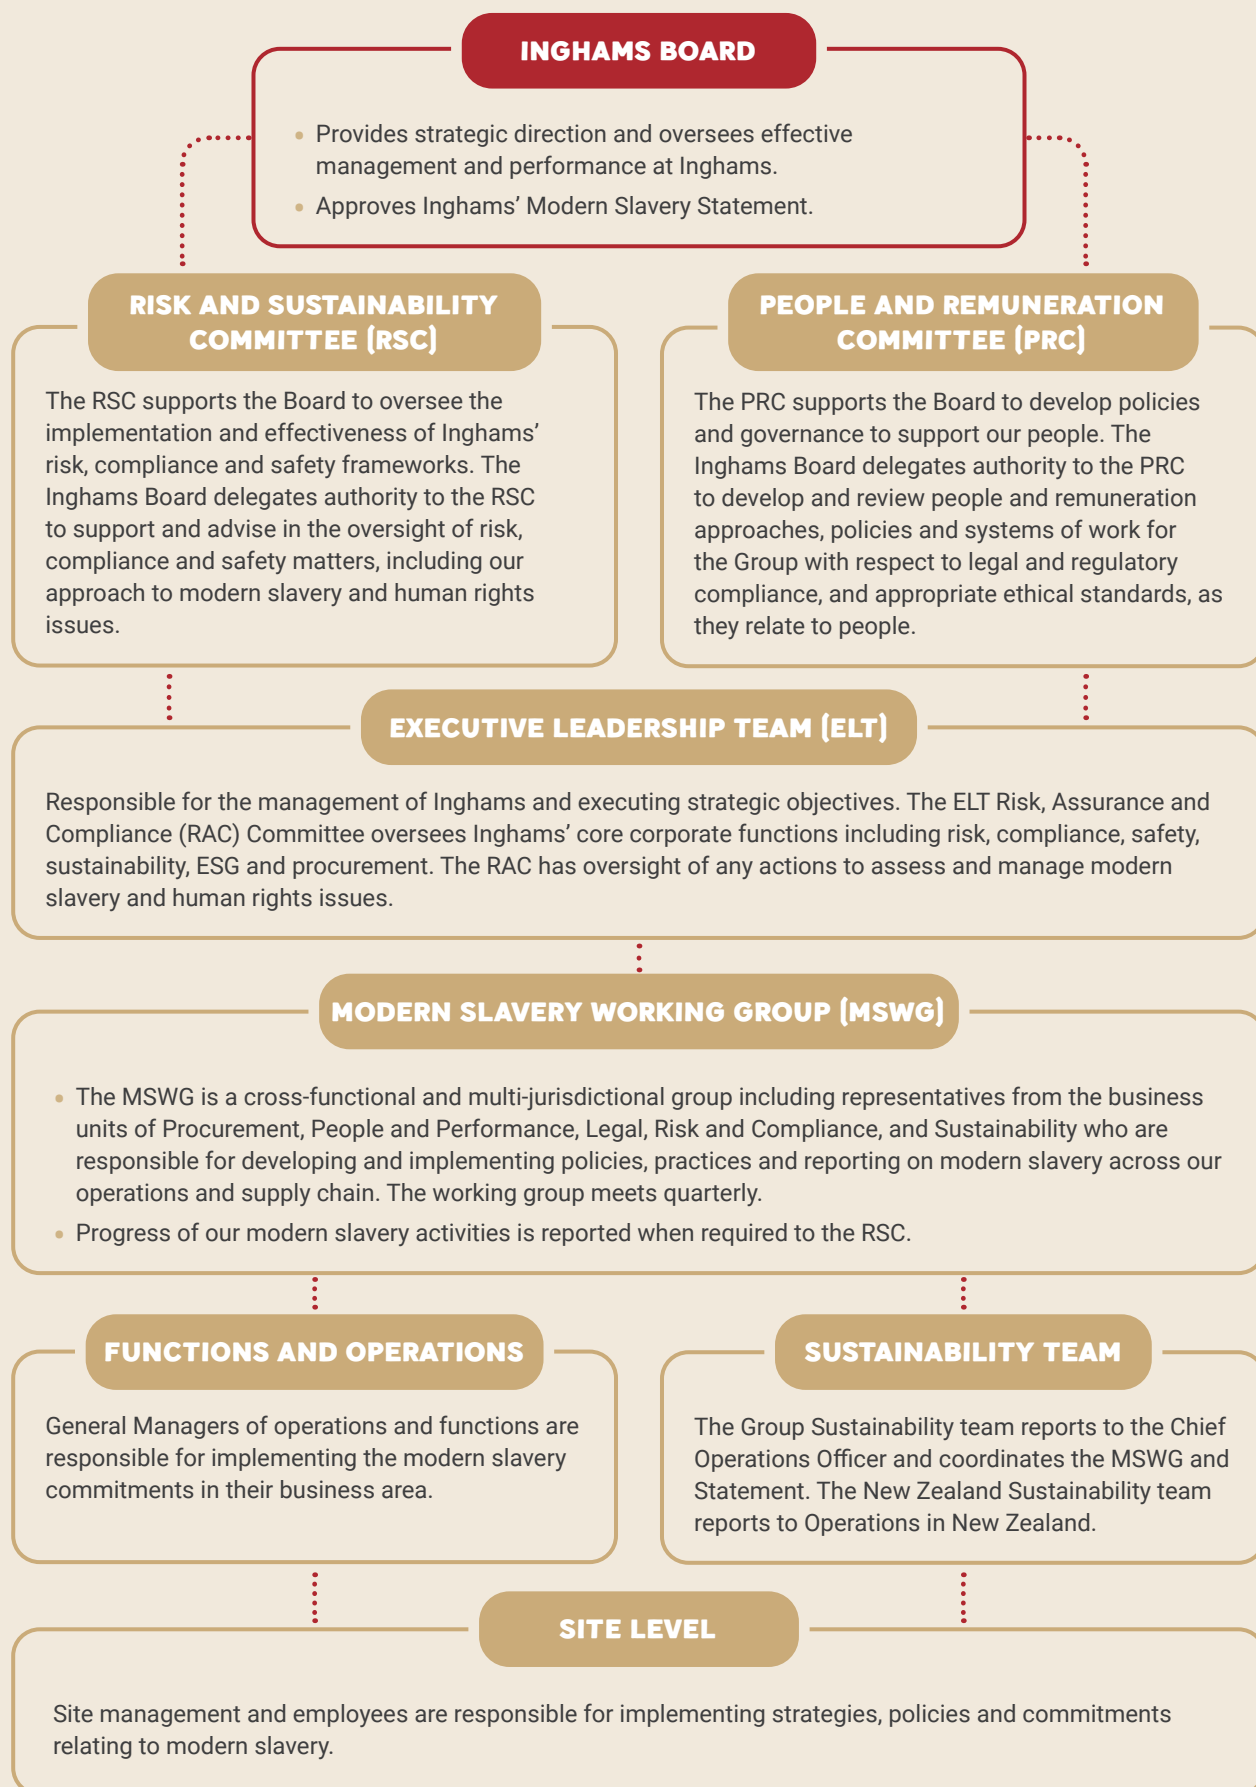 INGHAMS BOARD
• Provides strategic direction and oversees effective
management and performance at Inghams.
• Approves Inghams’ Modern Slavery Statement.
RISK AND SUSTAINABILITY
COMMITTEE (RSC)
The RSC supports the Board to oversee the
implementation and effectiveness of Inghams’
risk, compliance and safety frameworks. The
Inghams Board delegates authority to the RSC
to support and advise in the oversight of risk,
compliance and safety matters, including our
approach to modern slavery and human rights
issues.
PEOPLE AND REMUNERATION
COMMITTEE (PRC)
The PRC supports the Board to develop policies
and governance to support our people. The
Inghams Board delegates authority to the PRC
to develop and review people and remuneration
approaches, policies and systems of work for
the Group with respect to legal and regulatory
compliance, and appropriate ethical standards, as
they relate to people.
EXECUTIVE LEADERSHIP TEAM (ELT)
Responsible for the management of Inghams and executing strategic objectives. The ELT Risk, Assurance and
Compliance (RAC) Committee oversees Inghams’ core corporate functions including risk, compliance, safety,
sustainability, ESG and procurement. The RAC has oversight of any actions to assess and manage modern
slavery and human rights issues.
MODERN SLAVERY WORKING GROUP (MSWG)
• The MSWG is a cross-functional and multi-jurisdictional group including representatives from the business
units of Procurement, People and Performance, Legal, Risk and Compliance, and Sustainability who are
responsible for developing and implementing policies, practices and reporting on modern slavery across our
operations and supply chain. The working group meets quarterly.
• Progress of our modern slavery activities is reported when required to the RSC.
FUNCTIONS AND OPERATIONS
General Managers of operations and functions are
responsible for implementing the modern slavery
commitments in their business area.
SUSTAINABILITY TEAM
The Group Sustainability team reports to the Chief
Operations Officer and coordinates the MSWG and
Statement. The New Zealand Sustainability team
reports to Operations in New Zealand.
SITE LEVEL
Site management and employees are responsible for implementing strategies, policies and commitments
relating to modern slavery.